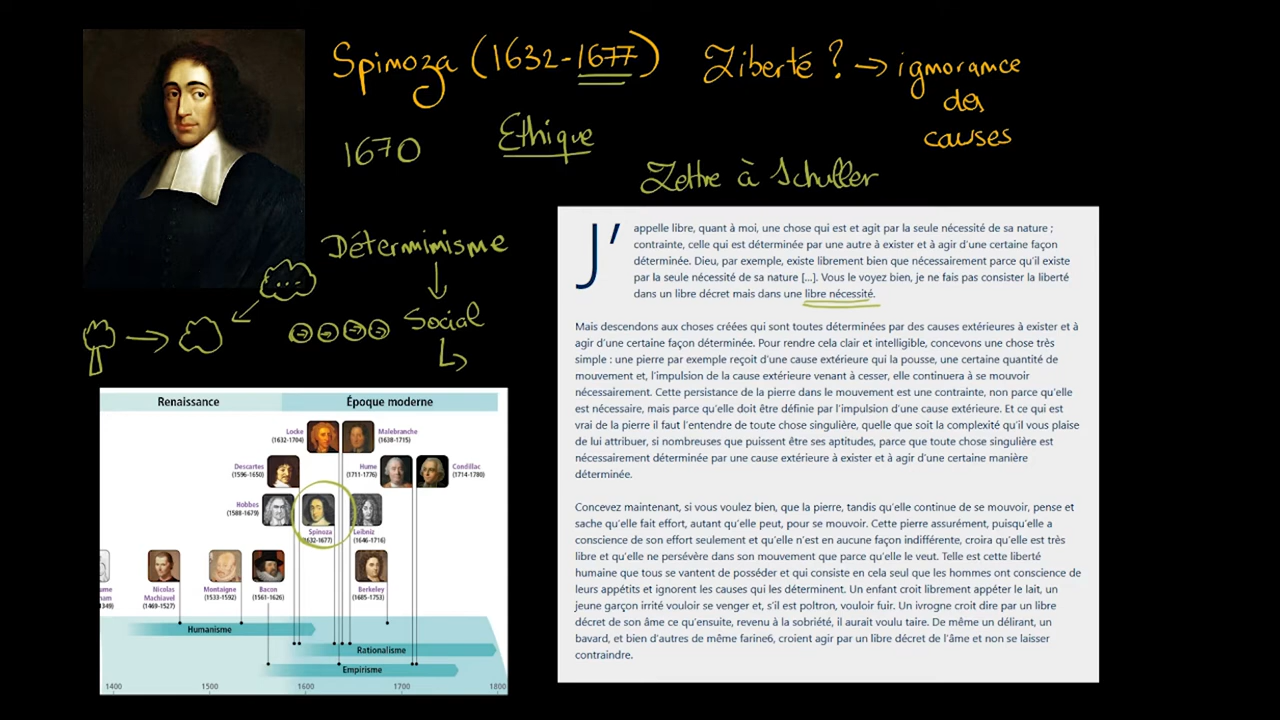 Spinoza (1632-1677)
Liberté ? → ignorance
des
causes
1670
Ethique
Lettre à Schuller
Déterminisme
Social
J'appelle libre, quant à moi, une chose qui est et agit par la seule nécessité de sa nature ;
contrainte, celle qui est déterminée par une autre à exister et à agir d'une certaine façon
déterminée. Dieu, par exemple, existe librement bien que nécessairement parce qu'il existe
par la seule nécessité de sa nature [...]. Vous le voyez bien, je ne fais pas consister la liberté
dans un libre décret mais dans une libre nécessité.
Mais descendons aux choses créées qui sont toutes déterminées par des causes extérieures à exister et à
agir d'une certaine façon déterminée. Pour rendre cela clair et intelligible, concevons une chose très
simple : une pierre par exemple reçoit d'une cause extérieure qui la pousse, une certaine quantité de
mouvement et, l'impulsion de la cause extérieure venant à cesser, elle continuera à se mouvoir
nécessairement. Cette persistance de la pierre dans le mouvement est une contrainte, non parce qu'elle
est nécessaire, mais parce qu'elle doit être définie par l'impulsion d'une cause extérieure. Et ce qui est
vrai de la pierre il faut l'entendre de toute chose singulière, quelle que soit la complexité qu'il vous plaise
de lui attribuer, si nombreuses que puissent être ses aptitudes, parce que toute chose singulière est
nécessairement déterminée par une cause extérieure à exister et à agir d'une certaine manière
déterminée.
Concevez maintenant, si vous voulez bien, que la pierre, tandis qu'elle continue de se mouvoir, pense et
sache qu'elle fait effort, autant qu'elle peut, pour se mouvoir. Cette pierre assurément, puisqu'elle a
conscience de son effort seulement et qu'elle n'est en aucune façon indifférente, croira qu'elle est très
libre et qu'elle ne persévère dans son mouvement que parce qu'elle le veut. Telle est cette liberté
humaine que tous se vantent de posséder et qui consiste en cela seul que les hommes ont conscience de
leurs appétits et ignorent les causes qui les déterminent. Un enfant croit librement appéter le lait, un
jeune garçon irrité vouloir se venger et, s'il est poltron, vouloir fuir. Un ivrogne croit dire par un libre
décret de son âme ce qu'ensuite, revenu à la sobriété, il aurait voulu taire. De même un délirant, un
bavard, et bien d'autres de même farine6, croient agir par un libre décret de l'âme et non se laisser
contraindre.
Renaissance
Époque moderne
Locke
(1632-1704)
Malebranche
(1638-1715)
Descartes
(1596-1650)
Hume
(1711-1776)
Condillac
(1714-1780)
Hobbes
(1588-1679)
Spinoza
(1632-1677)
Leibniz
(1646-1716)
Nicolas
Machiavel
(1469-1527)
Montaigne
(1533-1592)
Bacon
(1561-1626)
Berkeley
(1685-1753)
Humanisme
Rationalisme
Empirisme
1400 1500 1600 1700 1800